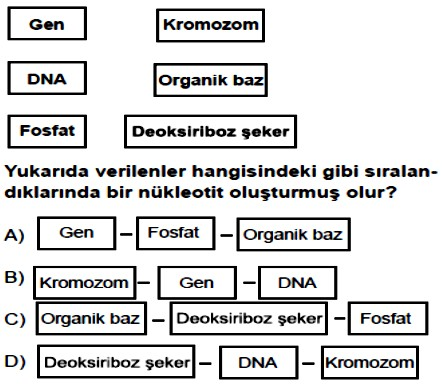 Gen Kromozom
DNA Organik baz
Fosfat Deoksiriboz şeker
Yukarıda verilenler hangisindeki gibi sıralan-
dıklarında bir nükleotit oluşturmuş olur?
A) Gen – Fosfat – Organik baz
B) Kromozom – Gen – DNA
C) Organik baz – Deoksiriboz şeker – Fosfat
D) Deoksiriboz şeker – DNA – Kromozom